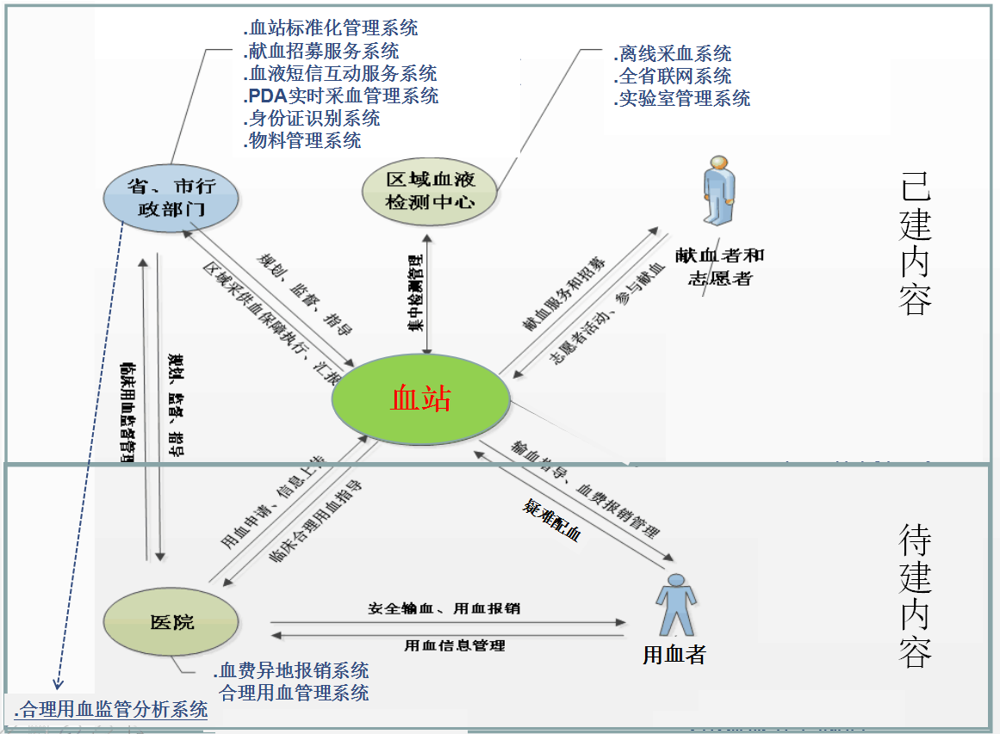 .血站标准化管理系统
.献血招募服务系统
.血液短信互动服务系统
.PDA实时采血管理系统
.身份证识别系统
.物料管理系统
.离线采血系统
.全省联网系统
.实验室管理系统
省、市行
政部门
区域血液
检测中心
献血者和
志愿者
已建内容
规划、监督、指导
区域采供血保障执行、汇报
集中检测管理
献血服务和招募
志愿者活动、参与献血
血站
临床用血监督管理
规划、监督、指导
用血申请、信息上传
临床合理用血指导
输血指导、血费报销管理
疑难配血
待建内容
医院
安全输血、用血报销
用血信息管理
用血者
.血费异地报销系统
合理用血管理系统
.合理用血监管分析系统